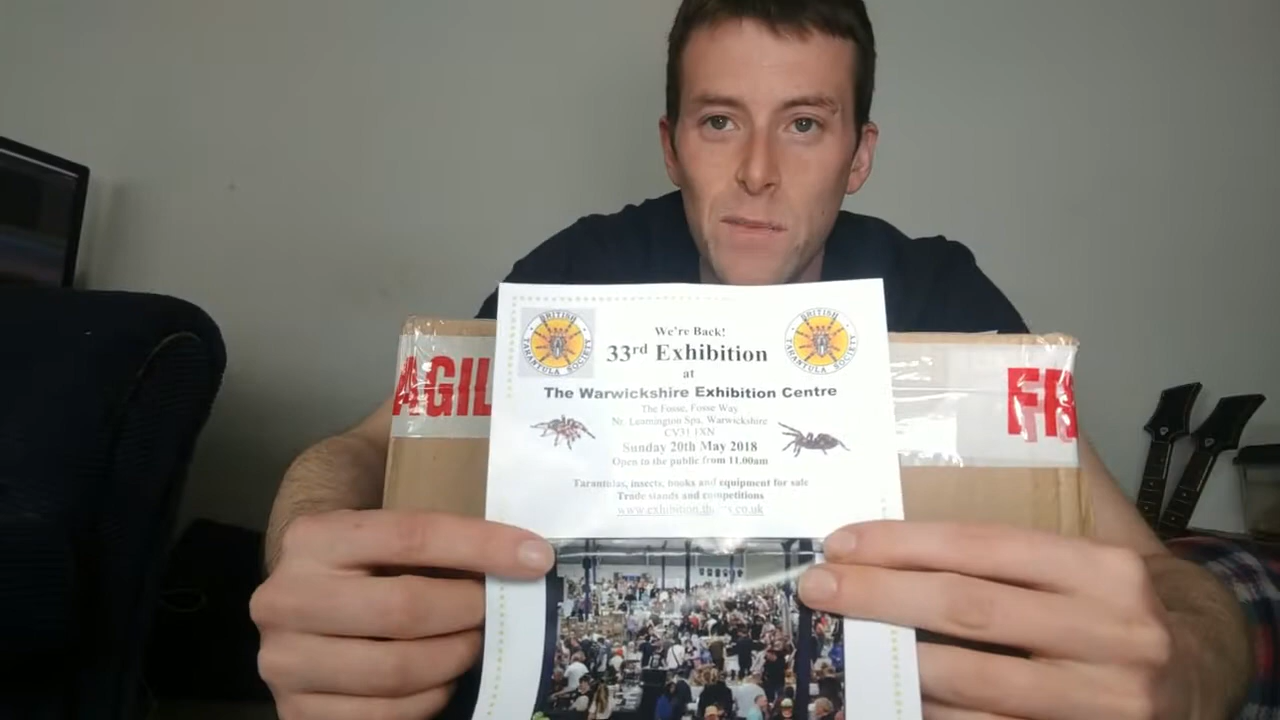 BRITISH TARANTULA SOCIETY
BRITISH TARANTULA SOCIETY
We're Back!
33rd Exhibition
at
The Warwickshire Exhibition Centre
The Fosse, Fosse Way
Nr. Leamington Spa, Warwickshire
CV31 1XN
Sunday 20th May 2018
Open to the public from 11.00am
Tarantulas, insects, books and equipment for sale
Trade stands and competitions
AGIL
FR